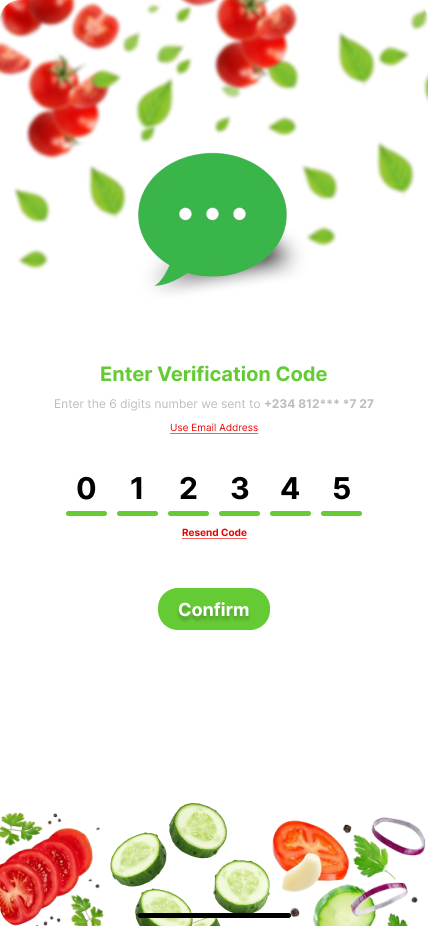 Enter Verification Code
Enter the 6 digits number we sent to +234 812*** *7 27
Use Email Address
0 1 2 3 4 5
Resend Code
Confirm